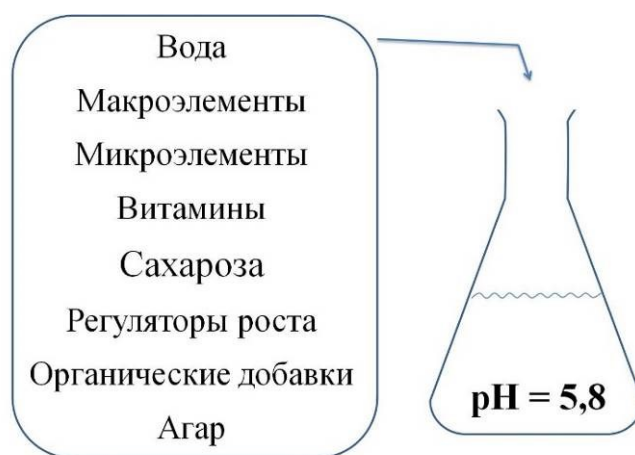 Вода
Макроэлементы
Микроэлементы
Витамины
Сахароза
Регуляторы роста
Органические добавки
Агар
pH = 5,8